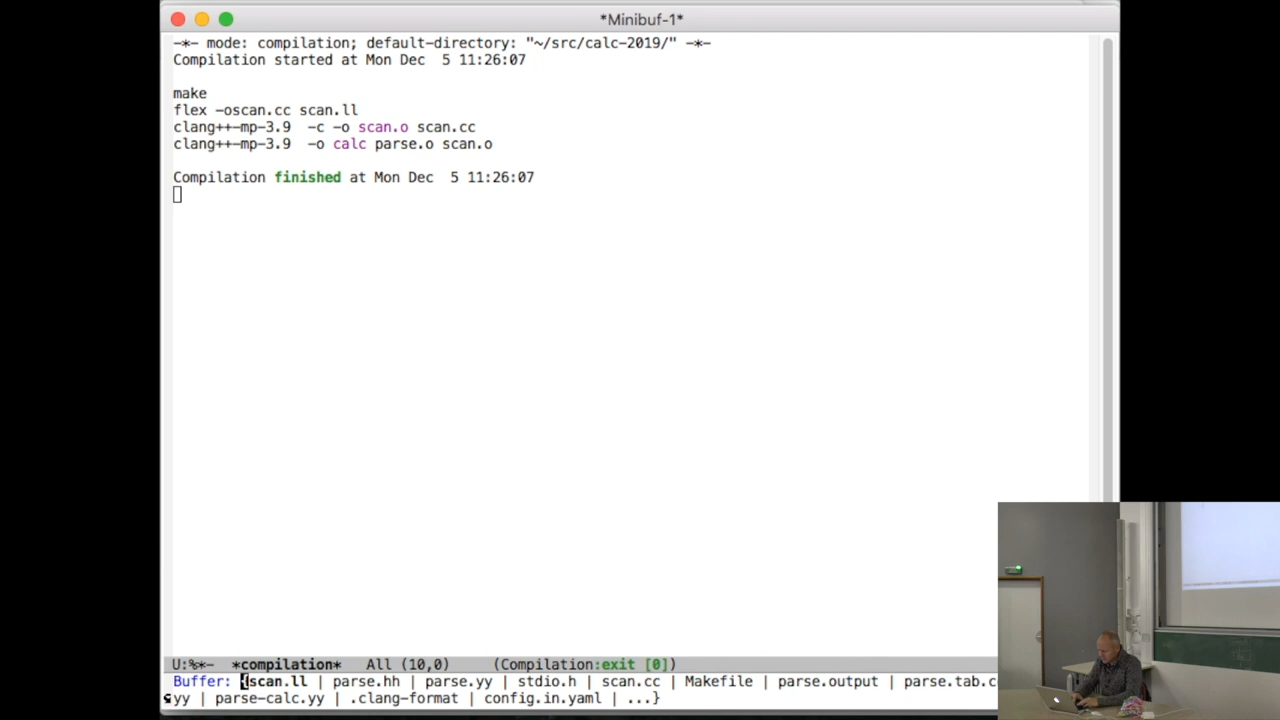 *Minibuf-1*
-*- mode: compilation; default-directory: "~/src/calc-2019/" -*-
Compilation started at Mon Dec  5 11:26:07
make
flex -oscan.cc scan.ll
clang++-mp-3.9  -c -o scan.o scan.cc
clang++-mp-3.9  -o calc parse.o scan.o
Compilation finished at Mon Dec  5 11:26:07
U:%*-  *compilation*   All (10,0)     (Compilation:exit [0])
Buffer: {scan.ll | parse.hh | parse.yy | stdio.h | scan.cc | Makefile | parse.output | parse.tab.c
yy | parse-calc.yy | .clang-format | config.in.yaml | ...}